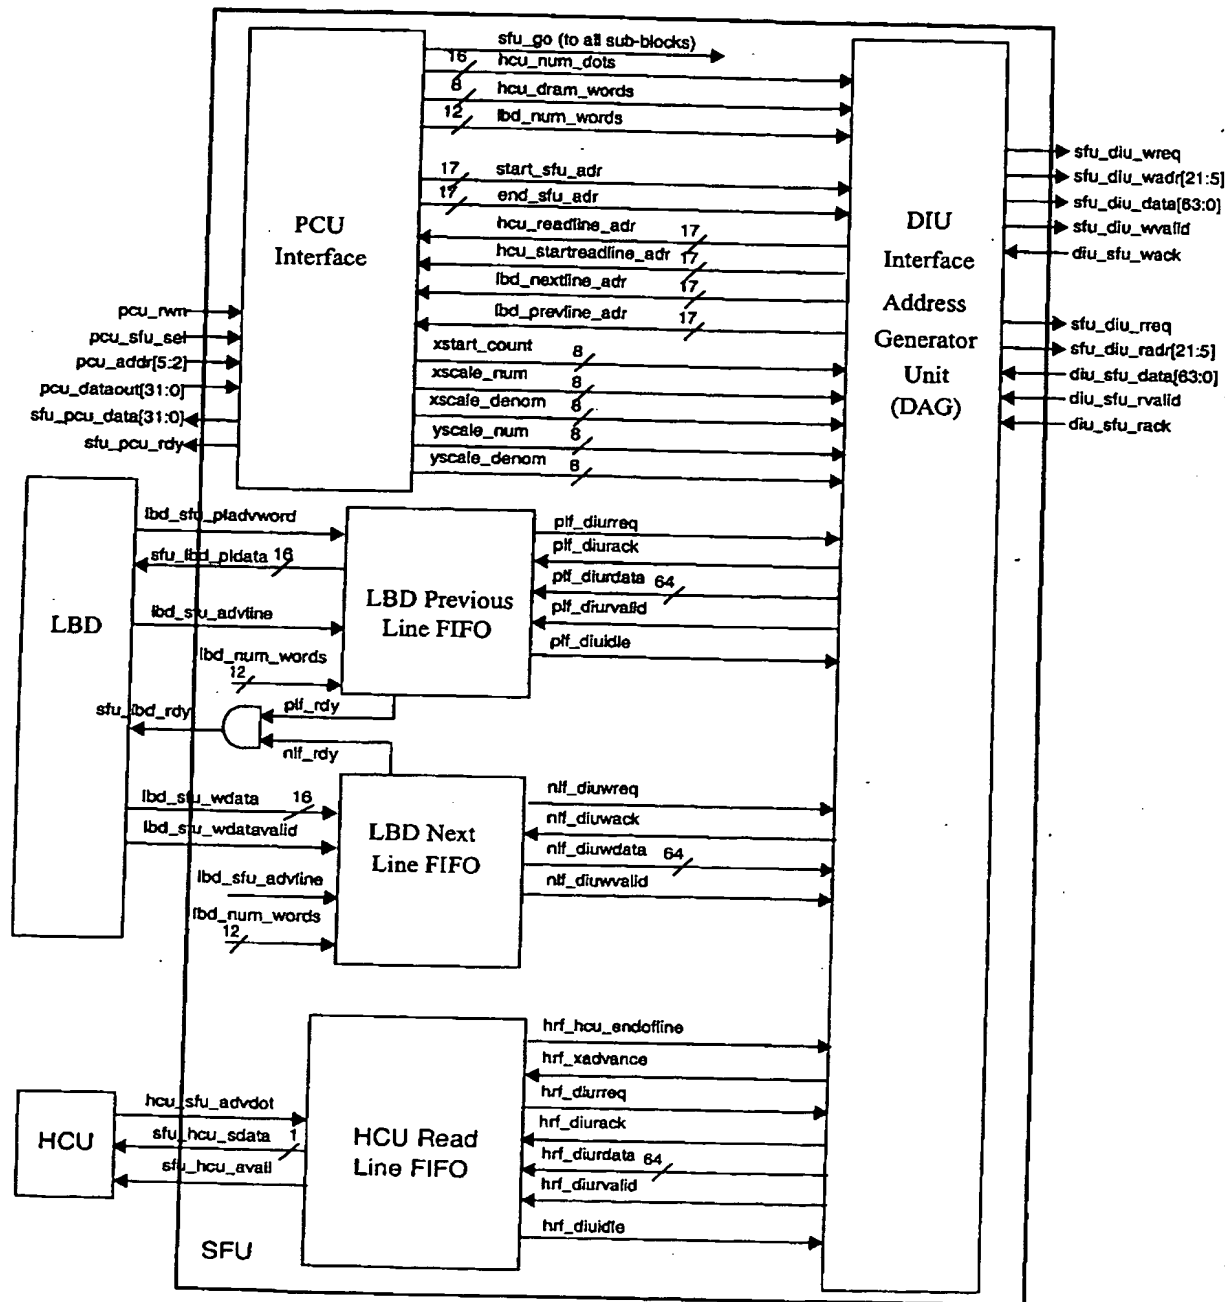 sfu_go (to all sub-blocks)
16 hcu_num_dots
8 hcu_dram_words
12 lbd_num_words
17 start_sfu_adr
17 end_sfu_adr
hcu_readline_adr 17
hcu_startreadline_adr 17
lbd_nextline_adr 17
lbd_prevline_adr 17
xstart_count 8
xscale_num 8
xscale_denom 8
yscale_num 8
yscale_denom 8
PCU
Interface
DIU
Interface
Address
Generator
Unit
(DAG)
pcu_rwn
pcu_sfu_sel
pcu_addr[5:2]
pcu_dataout[31:0]
sfu_pcu_data[31:0]
sfu_pcu_rdy
sfu_diu_wreq
sfu_diu_wadr[21:5]
sfu_diu_data[63:0]
sfu_diu_wvalid
diu_sfu_wack
sfu_diu_rreq
sfu_diu_radr[21:5]
diu_sfu_data[63:0]
diu_sfu_rvalid
diu_sfu_rack
LBD
lbd_sfu_pladvword
sfu_lbd_pldata 16
lbd_sfu_advline
lbd_num_words
12
LBD Previous
Line FIFO
plf_diurreq
plf_diurack
plf_diurdata 64
plf_diurvalid
plf_diuidle
sfu_lbd_rdy
plf_rdy
nlf_rdy
lbd_sfu_wdata 16
lbd_sfu_wdatavalid
lbd_sfu_advline
lbd_num_words
12
LBD Next
Line FIFO
nlf_diuwreq
nlf_diuwack
nlf_diuwdata 64
nlf_diuwvalid
HCU
hcu_sfu_advdot
sfu_hcu_sdata 1
sfu_hcu_avail
HCU Read
Line FIFO
hrf_hcu_endofline
hrf_xadvance
hrf_diurreq
hrf_diurack
hrf_diurdata 64
hrf_diurvalid
hrf_diuidle
SFU